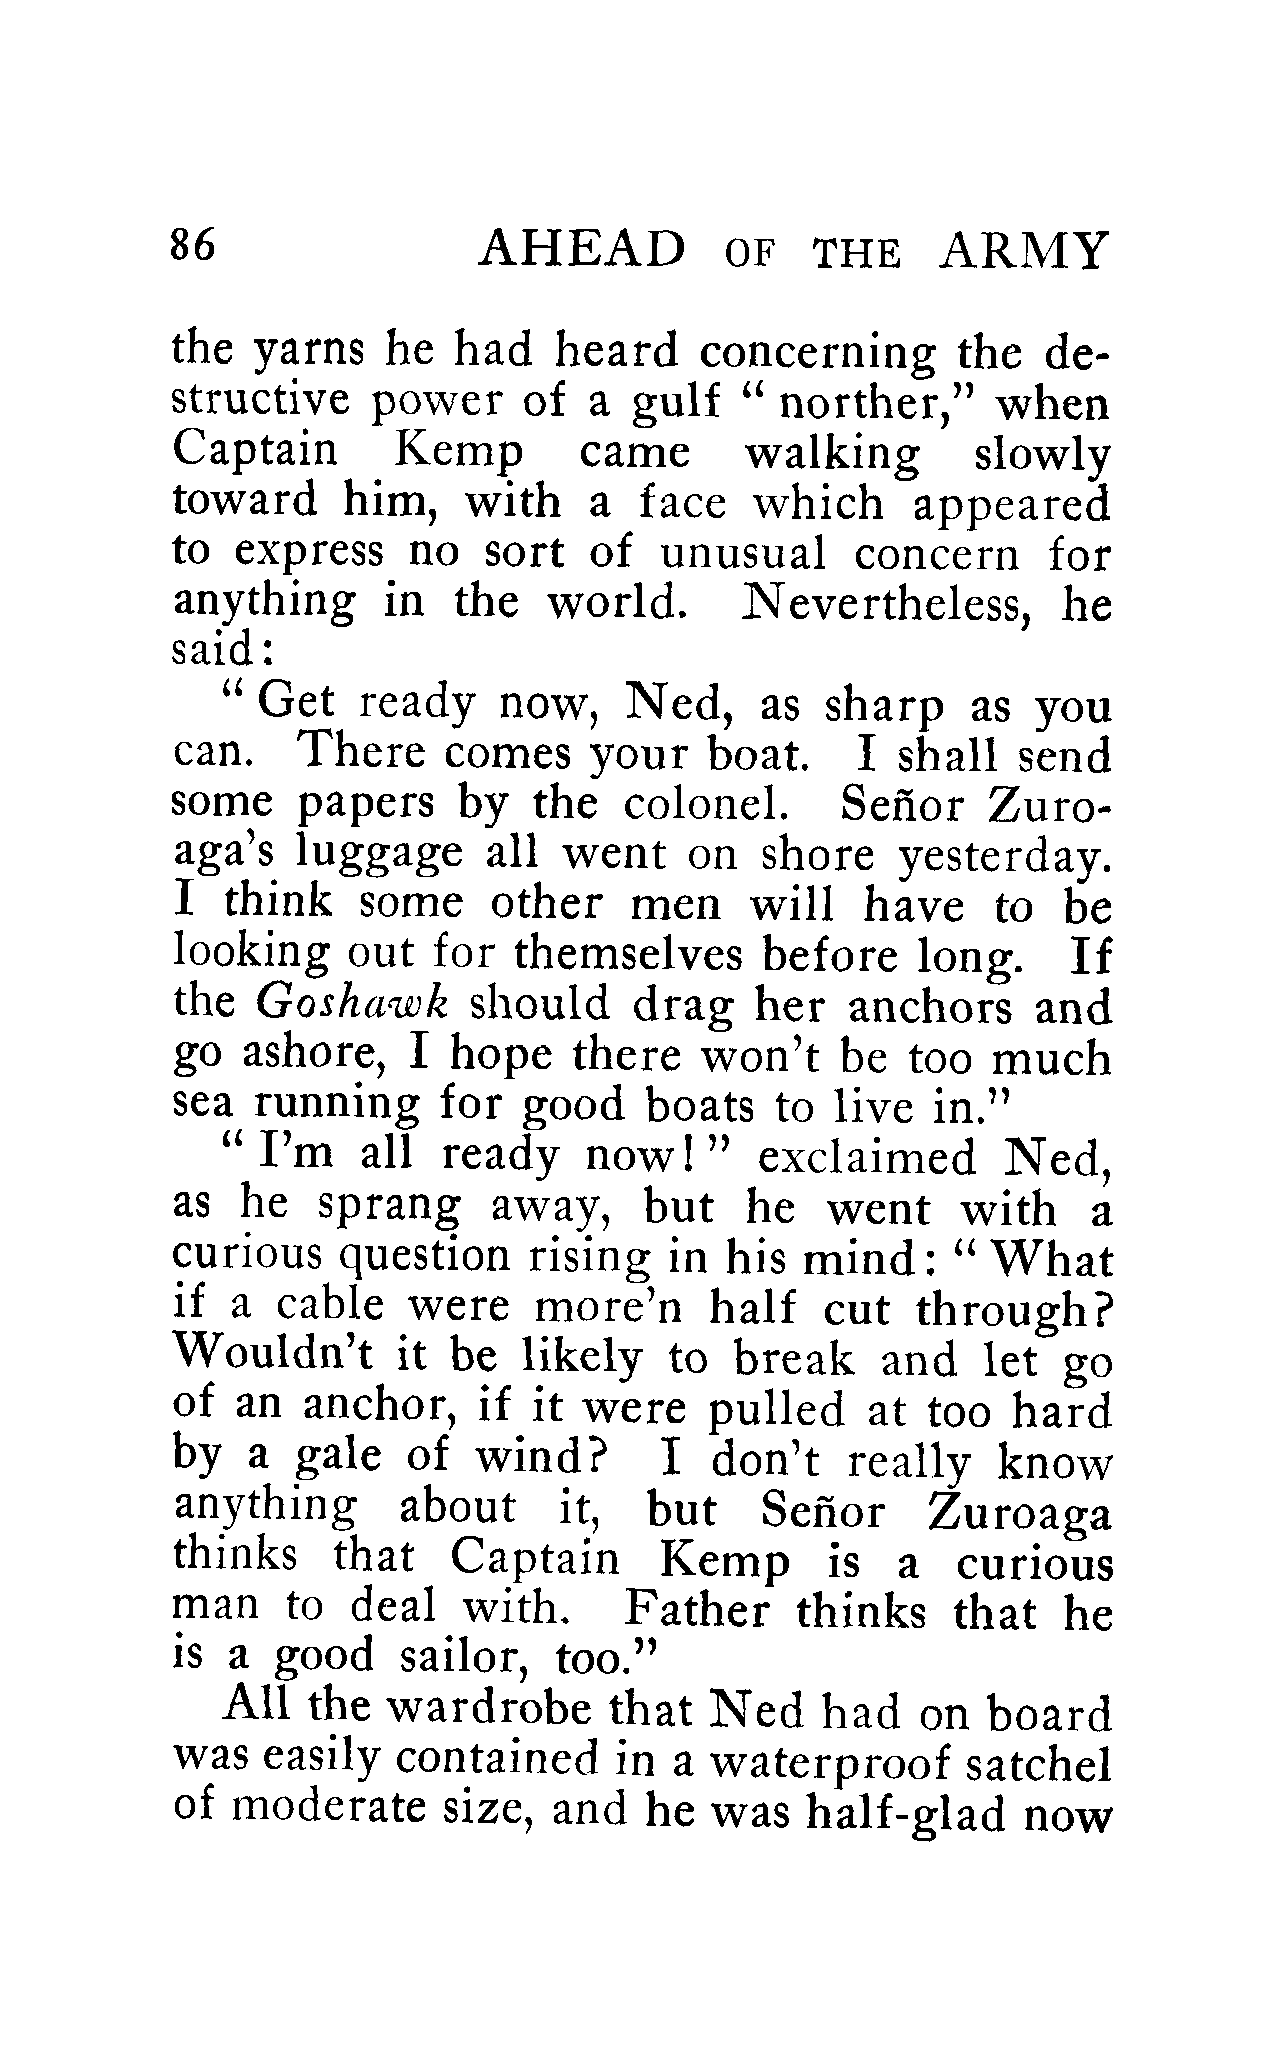 86 AHEAD OF THE ARMY
the yarns he had heard concerning the de-
structive power of a gulf “ norther,” when
Captain Kemp came walking slowly
toward him, with a face which appeared
to express no sort of unusual concern for
anything in the world. Nevertheless, he
said:
“ Get ready now, Ned, as sharp as you
can. There comes your boat. I shall send
some papers by the colonel. Señor Zuro-
aga’s luggage all went on shore yesterday.
I think some other men will have to be
looking out for themselves before long. If
the Goshawk should drag her anchors and
go ashore, I hope there won’t be too much
sea running for good boats to live in.”
“ I’m all ready now! ” exclaimed Ned,
as he sprang away, but he went with a
curious question rising in his mind: “ What
if a cable were more’n half cut through?
Wouldn’t it be likely to break and let go
of an anchor, if it were pulled at too hard
by a gale of wind? I don’t really know
anything about it, but Señor Zuroaga
thinks that Captain Kemp is a curious
man to deal with. Father thinks that he
is a good sailor, too.”
All the wardrobe that Ned had on board
was easily contained in a waterproof satchel
of moderate size, and he was half-glad now